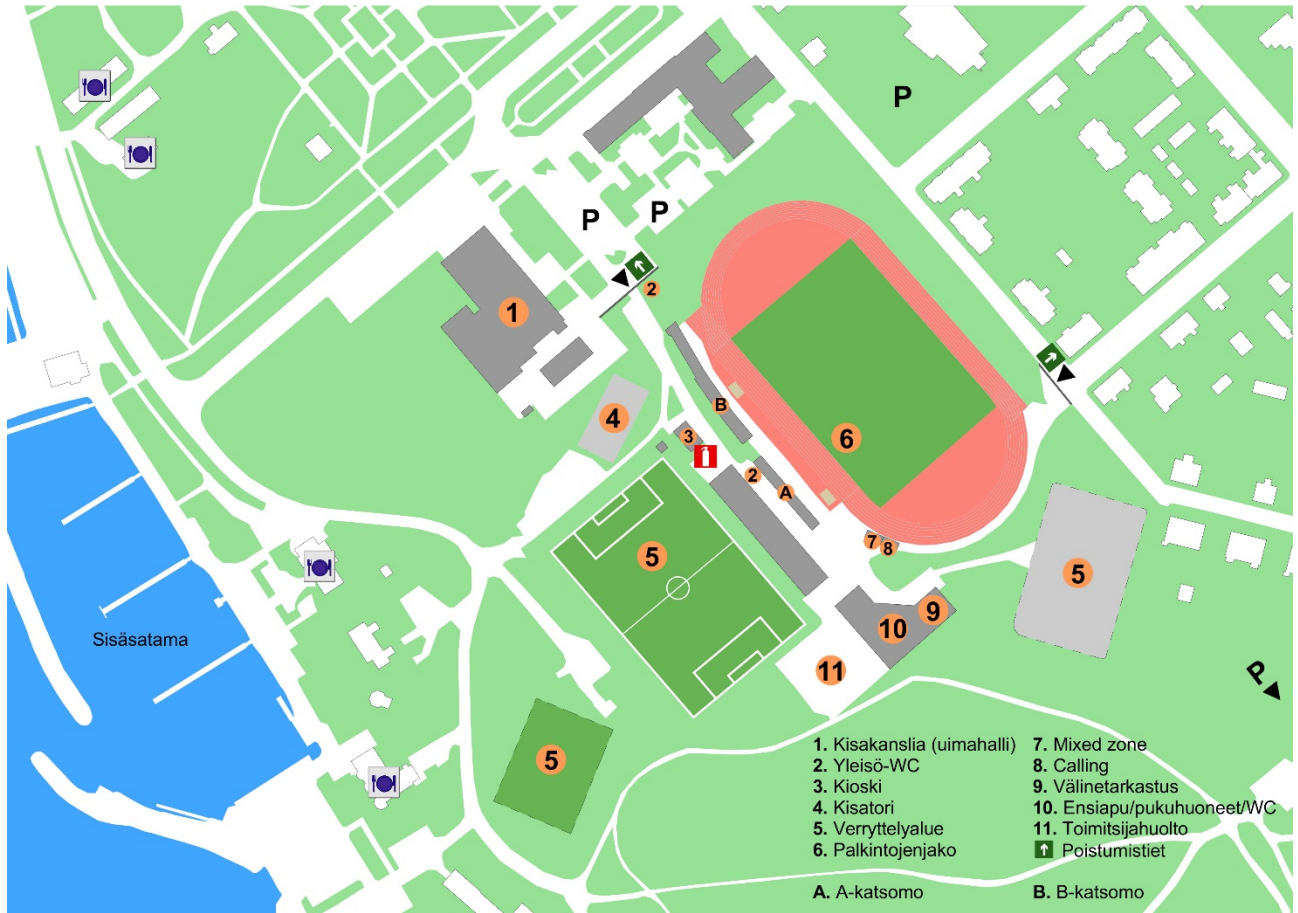 P
P
P
2
1
B
4
3
6
2
A
5
7
8
5
9
10
11
Sisäsatama
P
5
1. Kisakanslia (uimahalli)
2. Yleisö-WC
3. Kioski
4. Kisatori
5. Verryttelyalue
6. Palkintojenjako
A. A-katsomo
7. Mixed zone
8. Calling
9. Välinetarkastus
10. Ensiapu/pukuhuoneet/WC
11. Toimitsijahuolto
Poistumistiet
B. B-katsomo